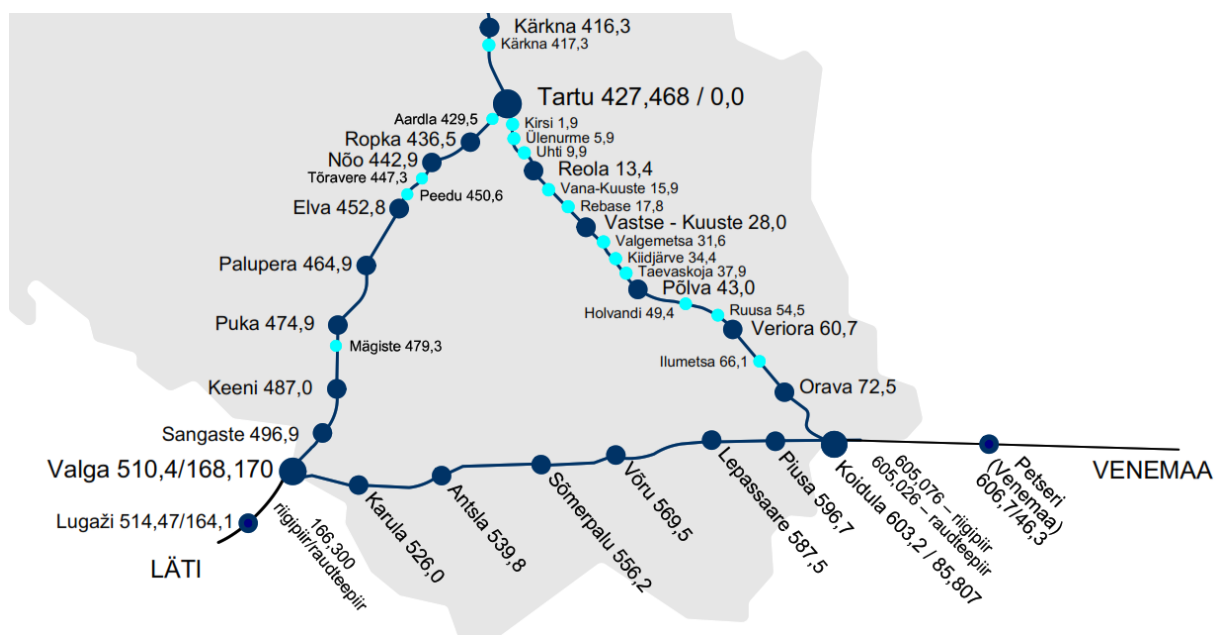 Kärkna 416,3
Kärkna 417,3
Tartu 427,468 / 0,0
Aardla 429,5
Kirsi 1,9
Ropka 436,5
Ülenurme 5,9
Uhti 9,9
Nõo 442,9
Reola 13,4
Tõravere 447,3
Vana-Kuuste 15,9
Peedu 450,6
Rebase 17,8
Elva 452,8
Vastse - Kuuste 28,0
Valgemetsa 31,6
Kiidjärve 34,4
Palupera 464,9
Taevaskoja 37,9
Põlva 43,0
Holvandi 49,4
Ruusa 54,5
Puka 474,9
Veriora 60,7
Mägiste 479,3
Ilumetsa 66,1
Keeni 487,0
Orava 72,5
Sangaste 496,9
Valga 510,4/168,170
Lugaži 514,47/164,1
LÄTI
166,300
riigipiir/raudteepiir
Karula 526,0
Antsla 539,8
Sõmerpalu 556,2
Võru 569,5
Lepassaare 587,5
Piusa 596,7
Koidula 603,2 / 85,807
605,076 – riigipiir
605,026 – raudteepiir
Petseri
(Venemaa)
606,746,3
VENEMAA